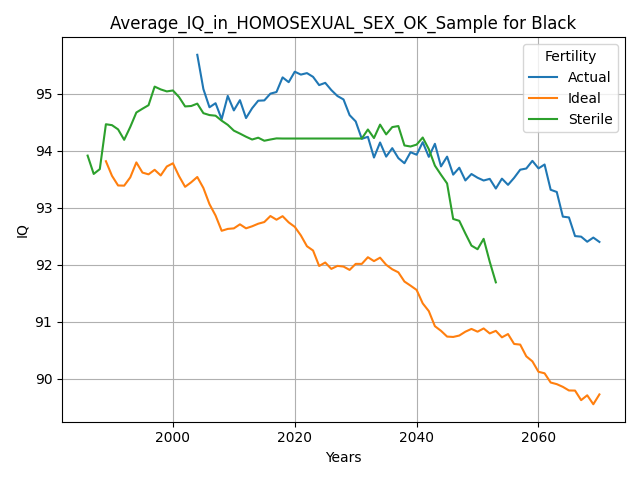 Average_IQ_in_HOMOSEXUAL_SEX_OK_Sample for Black
Fertility
Actual
Ideal
Sterile
IQ
95
94
93
92
91
90
2000 2020 2040 2060
Years